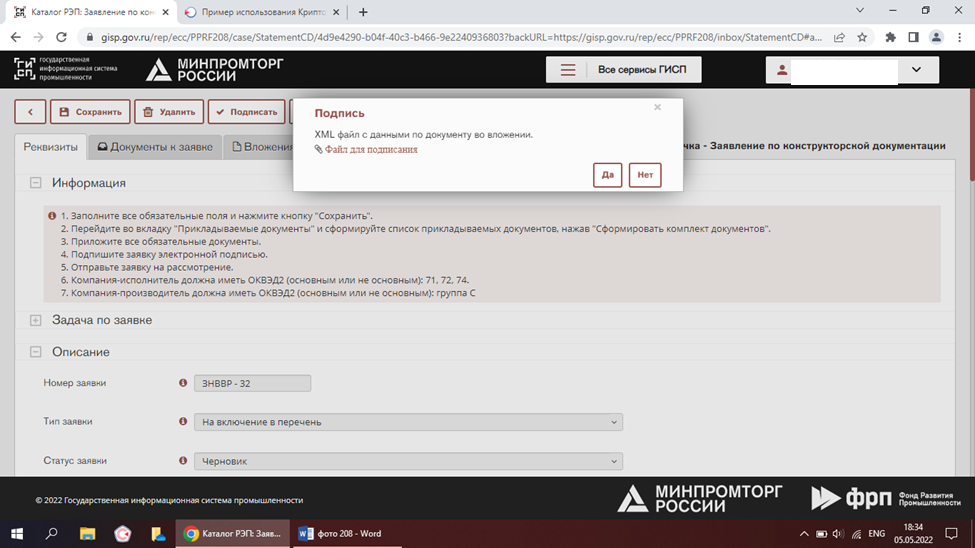 Каталог РЭП: Заявление по кон
Пример использования Крипто
gisp.gov.ru/rep/ecc/PPRF208/case/StatementCD/4d9e4290-b04f-40c3-b466-9e2240936803?backURL=https://gisp.gov.ru/rep/ecc/PPRF208/inbox/StatementCD#a...
государственная
информационная система
промышленности
МИНПРОМТОРГ
РОССИИ
Все сервисы ГИСП
Сохранить
Удалить
Подписать
Подпись
XML файл с данными по документу во вложении.
Файл для подписания
Да
Нет
Реквизиты
Документы к заявке
Вложения
чка - Заявление по конструкторской документации
Информация
1. Заполните все обязательные поля и нажмите кнопку "Сохранить".
2. Перейдите во вкладку "Прикладываемые документы" и сформируйте список прикладываемых документов, нажав "Сформировать комплект документов".
3. Приложите все обязательные документы.
4. Подпишите заявку электронной подписью.
5. Отправьте заявку на рассмотрение.
6. Компания-исполнитель должна иметь ОКВЭД2 (основным или не основным): 71, 72, 74.
7. Компания-производитель должна иметь ОКВЭД2 (основным или не основным): группа С
Задача по заявке
Описание
Номер заявки
ЗНВВР - 32
Тип заявки
На включение в перечень
Статус заявки
Черновик
© 2022 Государственная информационная система промышленности
МИНПРОМТОРГ
РОССИИ
фрп
Фонд Развития
Промышленности
Каталог РЭП: Заяв...
фото 208 - Word
ENG
18:34
05.05.2022